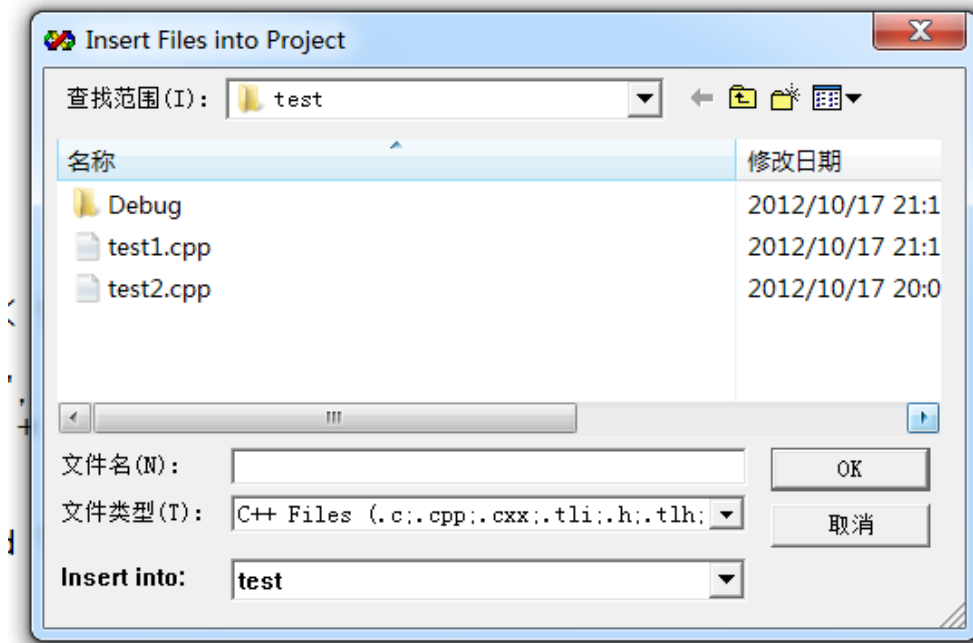 Insert Files into Project
查找范围(I): test
名称 修改日期
Debug 2012/10/17 21:1
test1.cpp 2012/10/17 21:1
test2.cpp 2012/10/17 20:0
文件名(N):
OK
文件类型(T): C++ Files (.c;.cpp;.cxx;.tli;.h;.tlh;
取消
Insert into: test